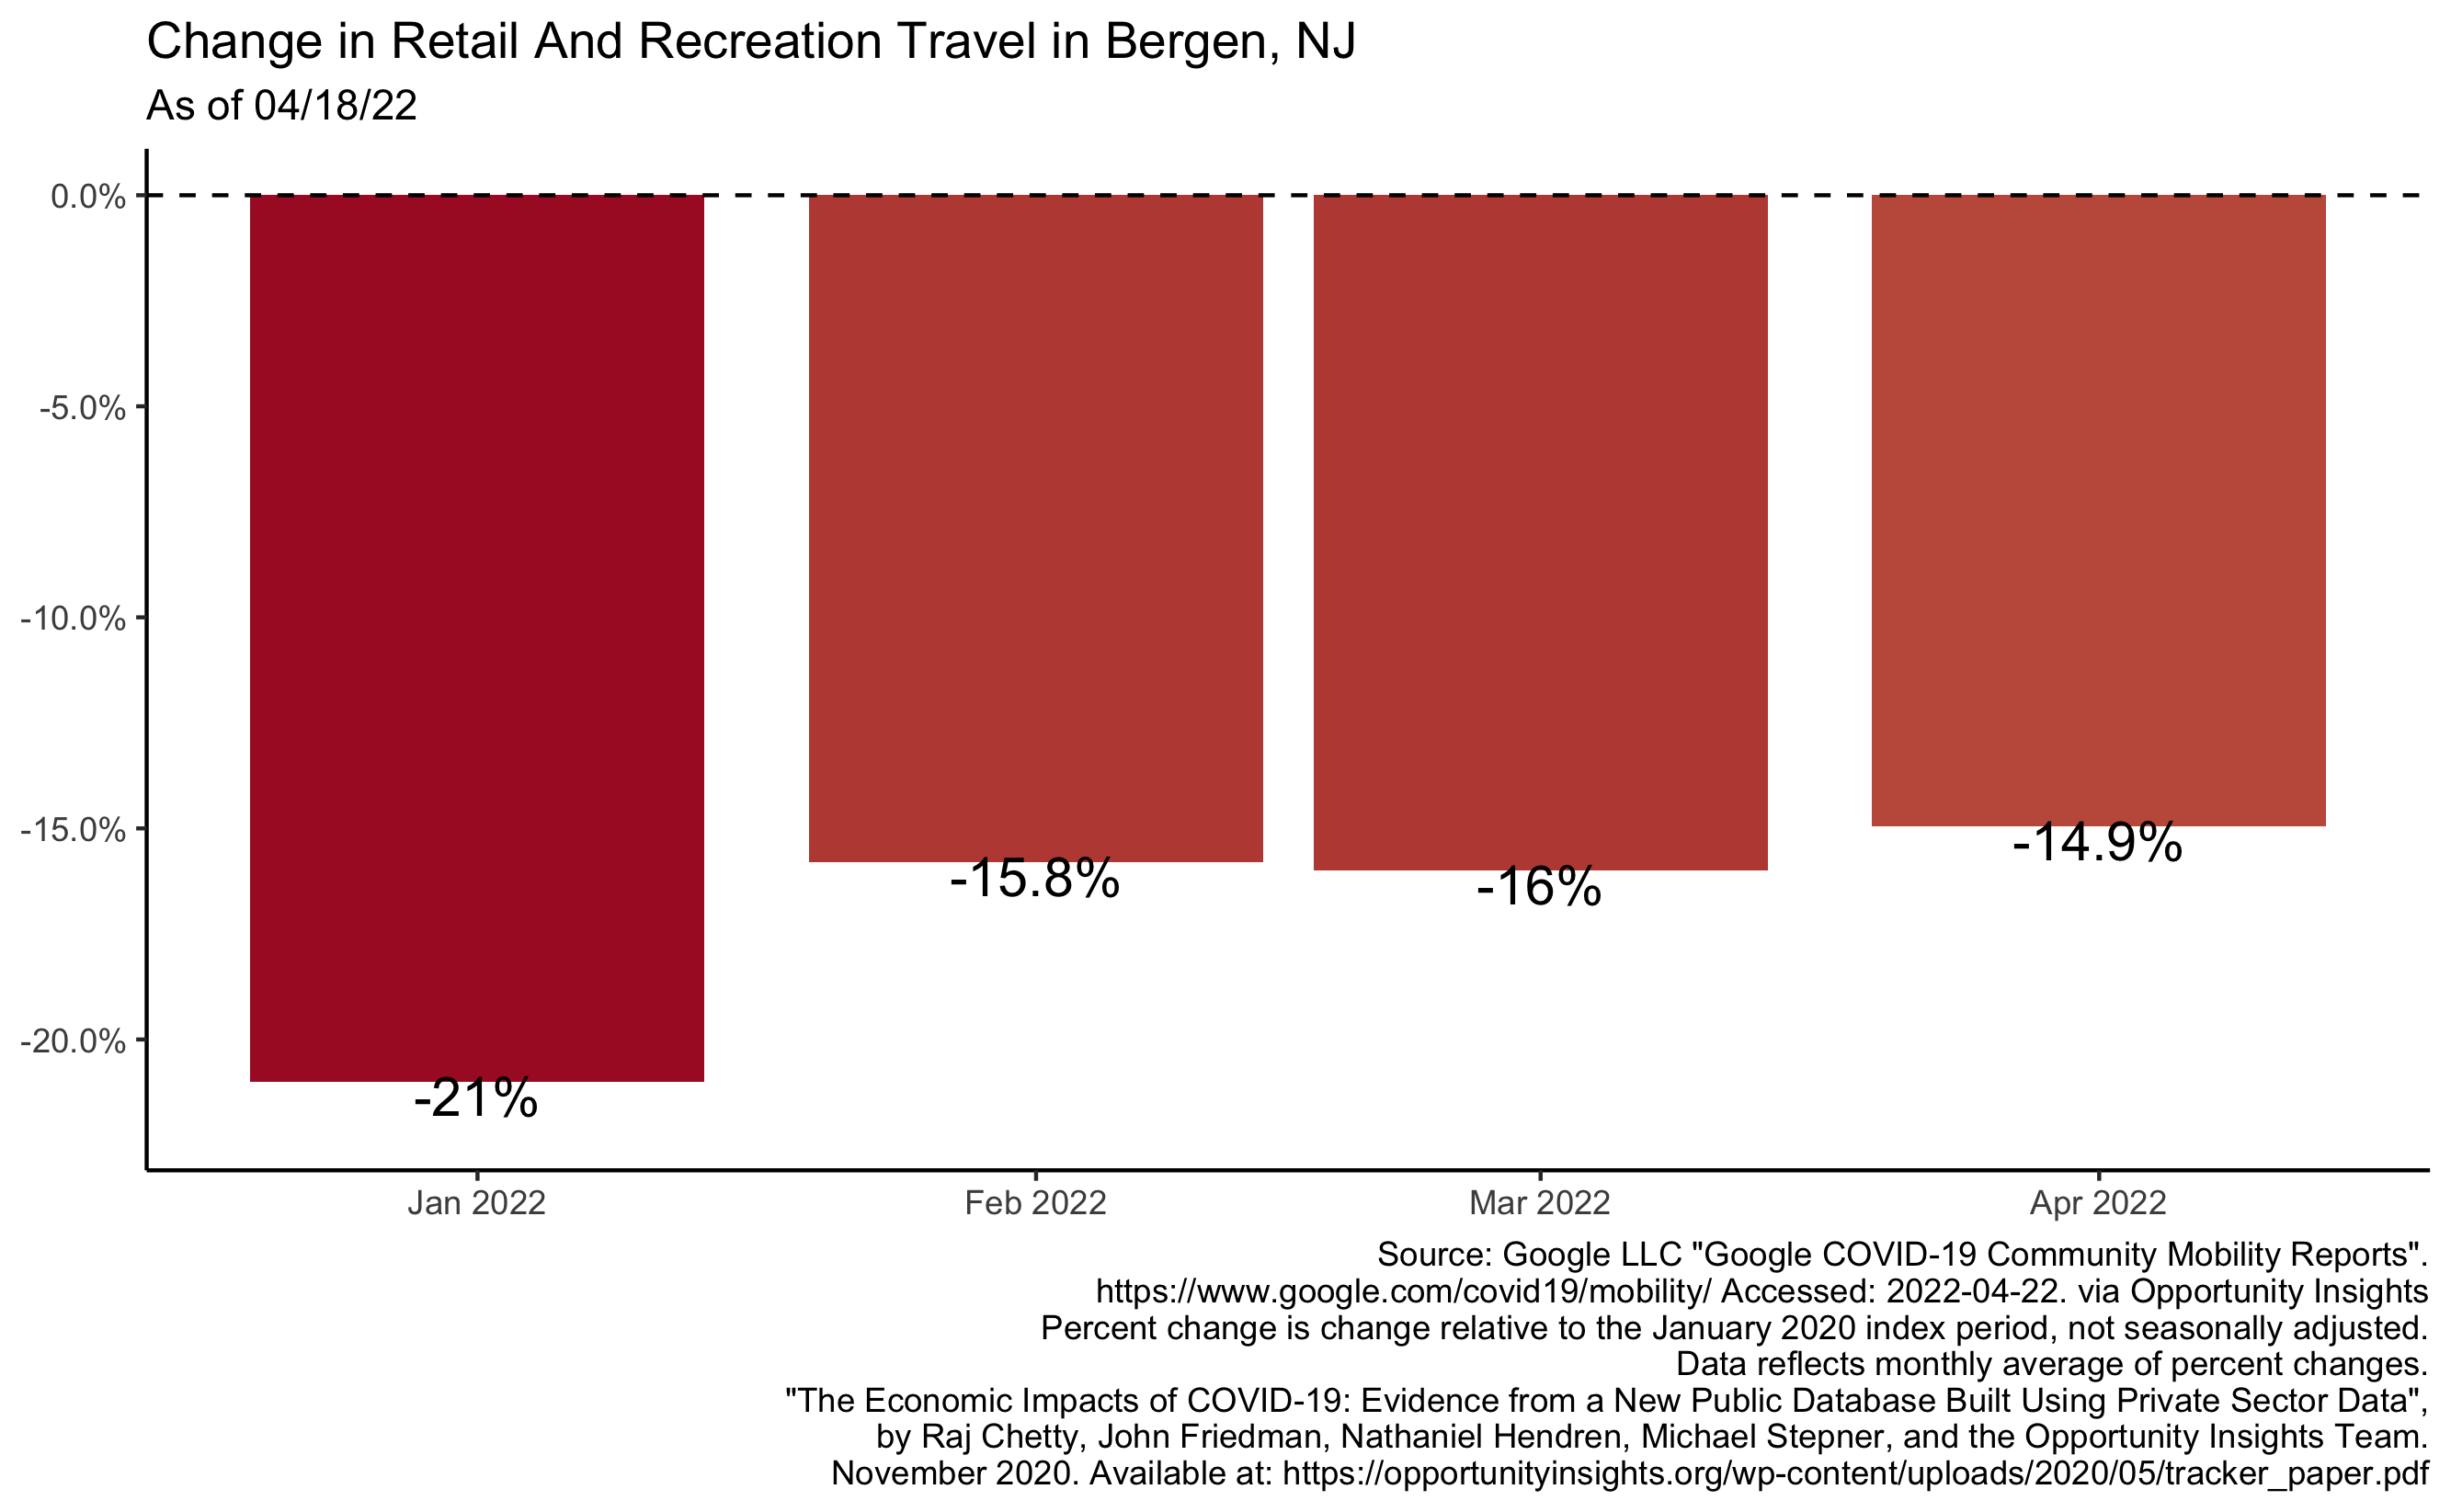 Change in Retail And Recreation Travel in Bergen, NJ
As of 04/18/22
0.0%
-5.0%
-10.0%
-15.0%
-20.0%
-21%
-15.8%
-16%
-14.9%
Jan 2022
Feb 2022
Mar 2022
Apr 2022
Source: Google LLC "Google COVID-19 Community Mobility Reports".
https://www.google.com/covid19/mobility/ Accessed: 2022-04-22. via Opportunity Insights
Percent change is change relative to the January 2020 index period, not seasonally adjusted.
Data reflects monthly average of percent changes.
"The Economic Impacts of COVID-19: Evidence from a New Public Database Built Using Private Sector Data",
by Raj Chetty, John Friedman, Nathaniel Hendren, Michael Stepner, and the Opportunity Insights Team.
November 2020. Available at: https://opportunityinsights.org/wp-content/uploads/2020/05/tracker_paper.pdf